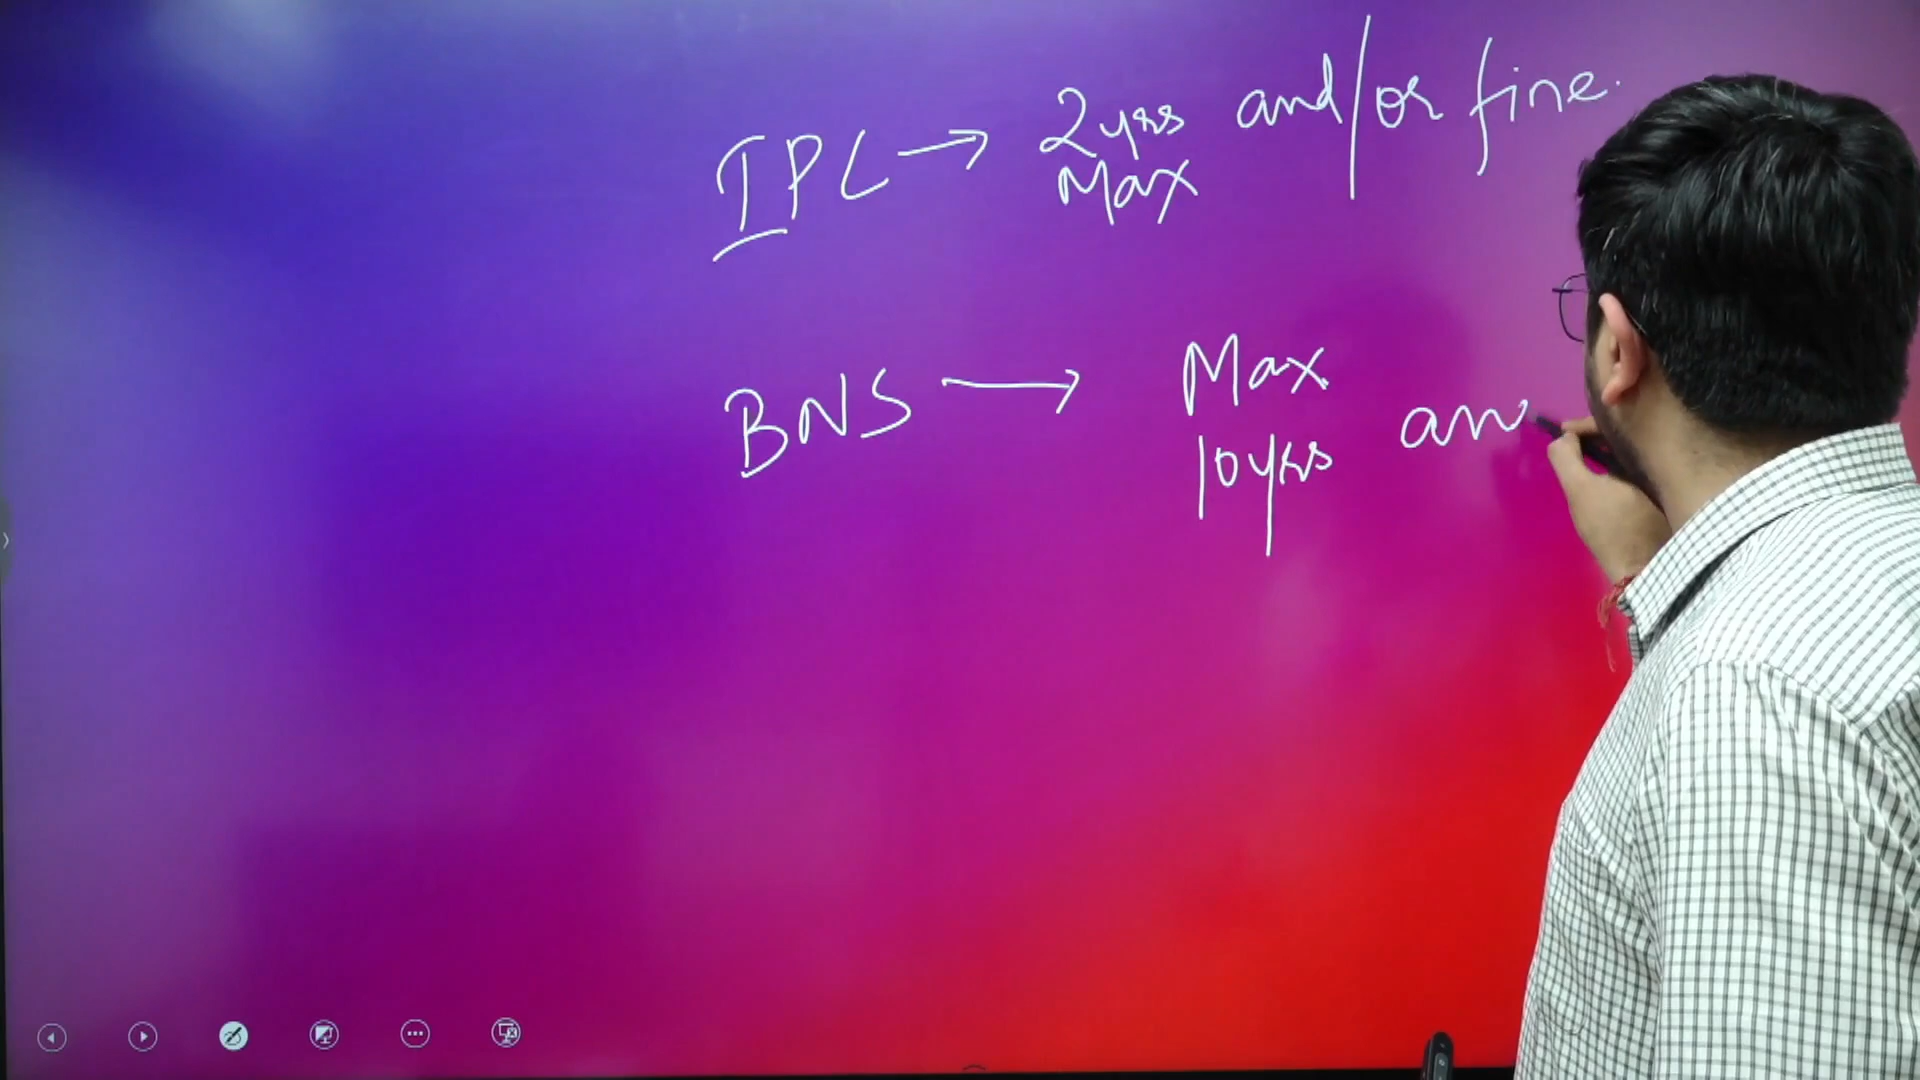 IPC → 2yrs and/or fine.
Max
BNS → Max
10yrs an